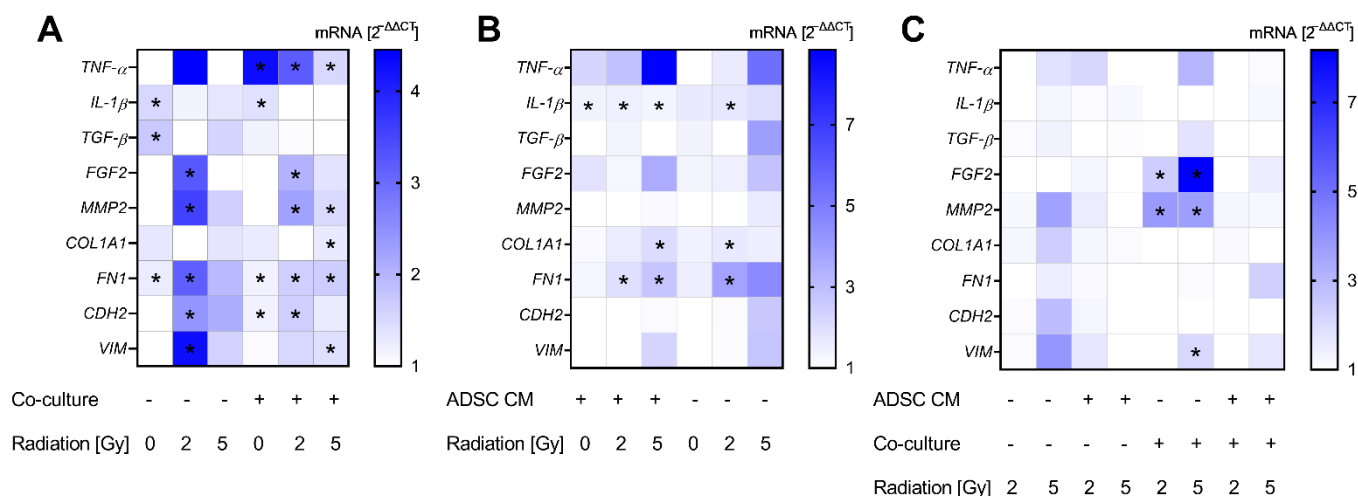 A
mRNA [2^−ΔΔCT]
TNF-α
IL-1β
TGF-β
FGF2
MMP2
COL1A1
FN1
CDH2
VIM
* * *
* *
*
* *
* * *
*
* * * * *
* * *
* *
4
3
2
1
Co-culture - - - + + +
Radiation [Gy] 0 2 5 0 2 5
B
mRNA [2^−ΔΔCT]
TNF-α
IL-1β
TGF-β
FGF2
MMP2
COL1A1
FN1
CDH2
VIM
* * * *
* *
* * *
7
5
3
1
ADSC CM + + + - - -
Radiation [Gy] 0 2 5 0 2 5
C
mRNA [2^−ΔΔCT]
TNF-α
IL-1β
TGF-β
FGF2
MMP2
COL1A1
FN1
CDH2
VIM
* *
* *
*
7
5
3
1
ADSC CM - - + + - - + +
Co-culture - - - - + + + +
Radiation [Gy] 2 5 2 5 2 5 2 5